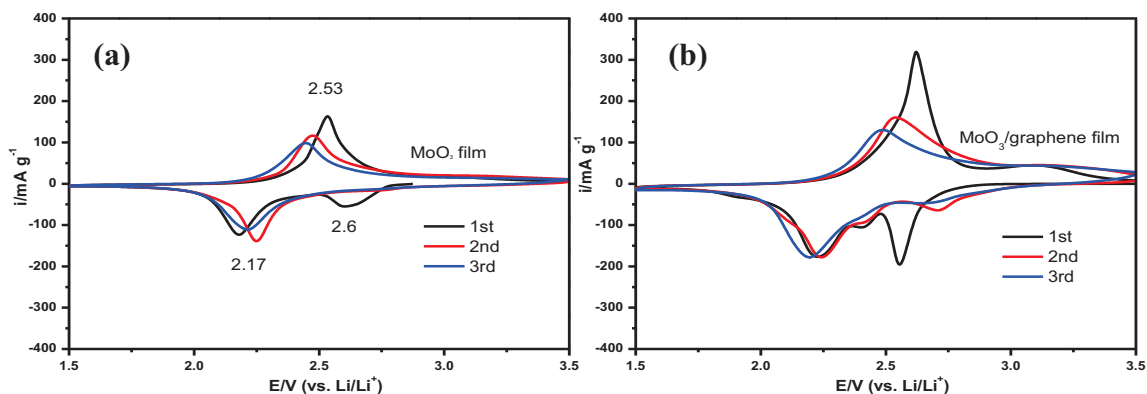 (a)
400
300
200
100
0
-100
-200
-300
-400
i/mA g⁻¹
2.53
MoO₃ film
2.6
2.17
1st
2nd
3rd
1.5 2.0 2.5 3.0 3.5
E/V (vs. Li/Li⁺)
(b)
400
300
200
100
0
-100
-200
-300
-400
i/mA g⁻¹
MoO₃/graphene film
1st
2nd
3rd
1.5 2.0 2.5 3.0 3.5
E/V (vs. Li/Li⁺)